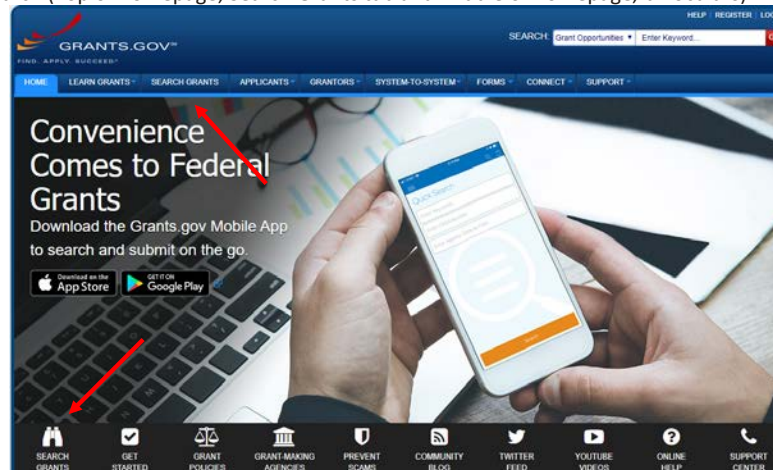 HELP | REGISTER |
GRANTS.GOV™
SEARCH: Grant Opportunities Enter Keyword...
FIND. APPLY. SUCCEED.
HOME LEARN GRANTS SEARCH GRANTS APPLICANTS GRANTORS SYSTEM-TO-SYSTEM FORMS CONNECT SUPPORT
Convenience
Comes to Federal
Grants
Download the Grants.gov Mobile App
to search and submit on the go.
Download on the App Store GET IT ON Google Play
Quick Search
Search
SEARCH GRANTS
GET STARTED
GRANT POLICIES
GRANT-MAKING AGENCIES
PREVENT SCAMS
COMMUNITY BLOG
TWITTER FEED
YOUTUBE VIDEOS
ONLINE HELP
SUPPORT CENTER